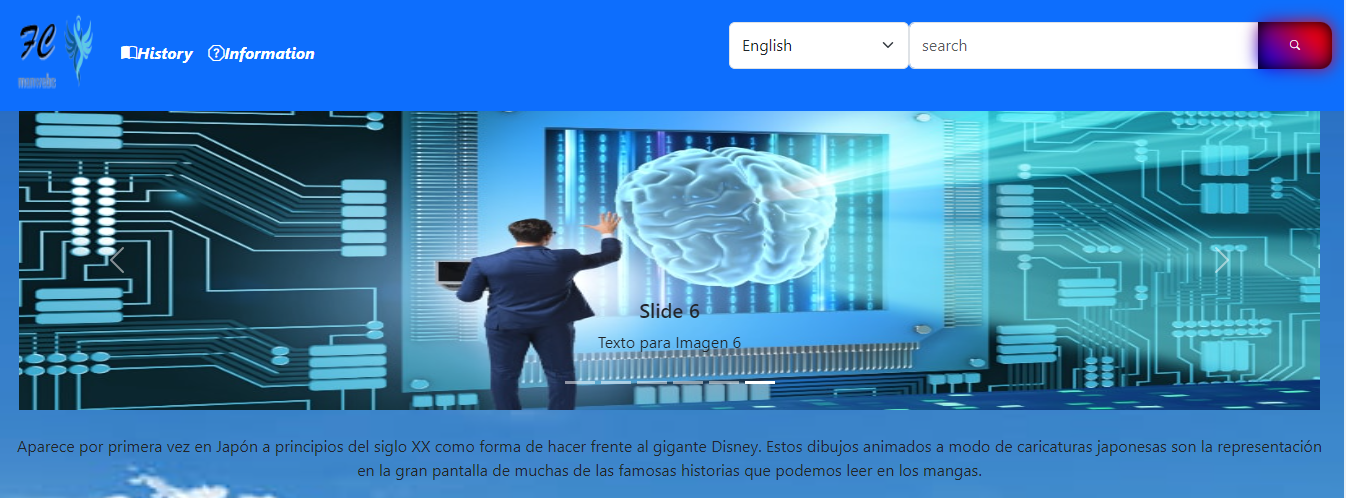 FC
History
Information
English
search
Slide 6
Texto para Imagen 6
Aparece por primera vez en Japón a principios del siglo XX como forma de hacer frente al gigante Disney. Estos dibujos animados a modo de caricaturas japonesas son la representación
en la gran pantalla de muchas de las famosas historias que podemos leer en los mangas.